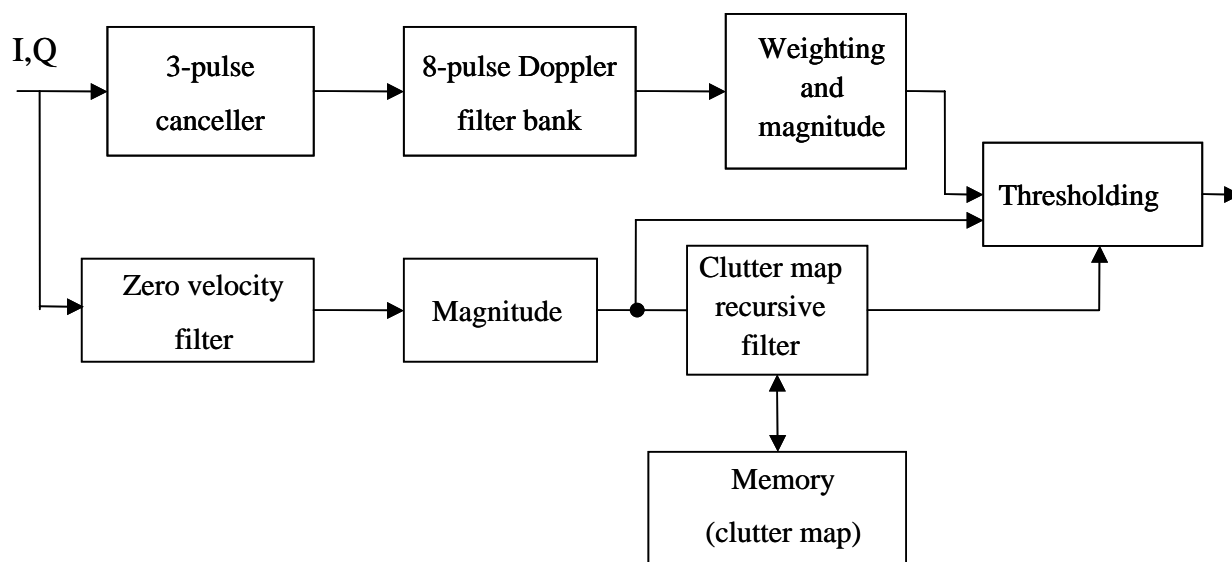 I,Q
3-pulse
canceller
8-pulse Doppler
filter bank
Weighting
and
magnitude
Thresholding
Zero velocity
filter
Magnitude
Clutter map
recursive
filter
Memory
(clutter map)